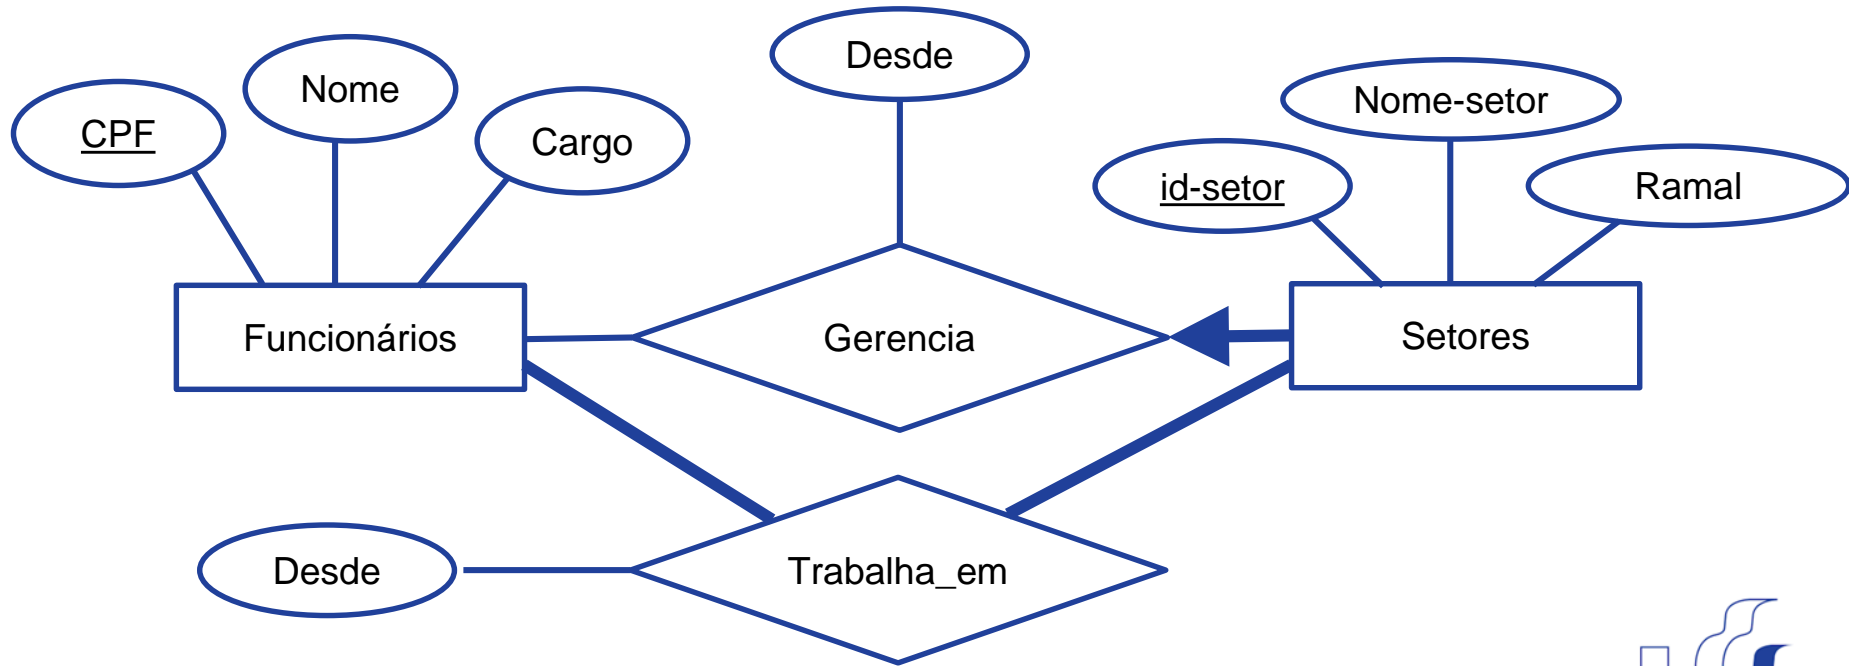 Desde
Nome
CPF
Cargo
Nome-setor
id-setor
Ramal
Funcionários
Gerencia
Setores
Desde
Trabalha_em